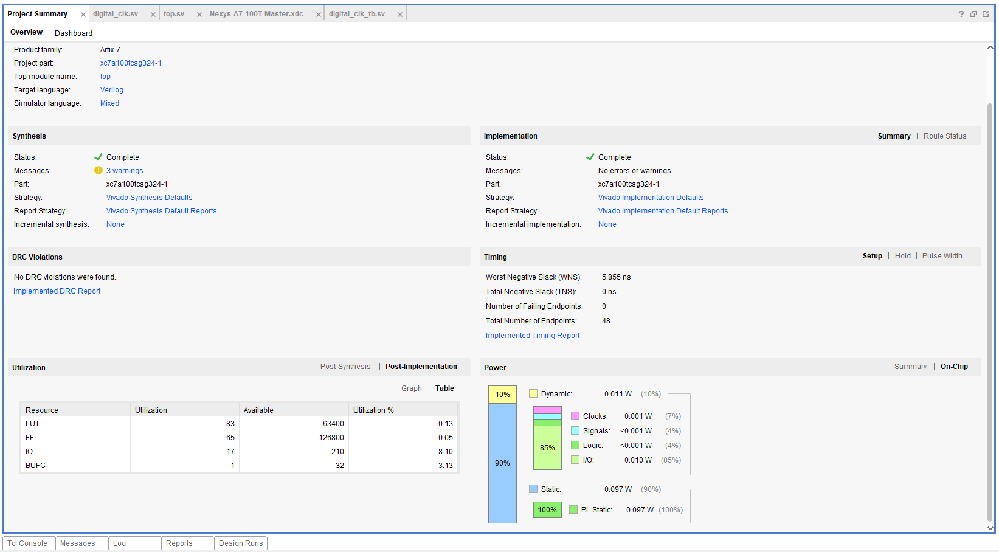 Project Summary
digital_clk.sv
top.sv
Nexys-A7-100T-Master.xdc
digital_clk_tb.sv
Overview | Dashboard
Product family: Artix-7
Project part: xc7a100tcsg324-1
Top module name: top
Target language: Verilog
Simulator language: Mixed
Synthesis
Status: Complete
Messages: 3 warnings
Part: xc7a100tcsg324-1
Strategy: Vivado Synthesis Defaults
Report Strategy: Vivado Synthesis Default Reports
Incremental synthesis: None
Implementation
Summary | Route Status
Status: Complete
Messages: No errors or warnings
Part: xc7a100tcsg324-1
Strategy: Vivado Implementation Defaults
Report Strategy: Vivado Implementation Default Reports
Incremental implementation: None
DRC Violations
No DRC violations were found.
Implemented DRC Report
Timing
Setup | Hold | Pulse Width
Worst Negative Slack (WNS): 5.855 ns
Total Negative Slack (TNS): 0 ns
Number of Failing Endpoints: 0
Total Number of Endpoints: 48
Implemented Timing Report
Utilization
Post-Synthesis | Post-Implementation
Graph | Table
Resource Utilization Available Utilization %
LUT 83 63400 0.13
FF 65 126800 0.05
IO 17 210 8.10
BUFG 1 32 3.13
Power
Summary | On-Chip
10%
90%
Dynamic: 0.011 W (10%)
85%
Clocks: 0.001 W (7%)
Signals: <0.001 W (4%)
Logic: <0.001 W (4%)
I/O: 0.010 W (85%)
Static: 0.097 W (90%)
100%
PL Static: 0.097 W (100%)
Tcl Console
Messages
Log
Reports
Design Runs